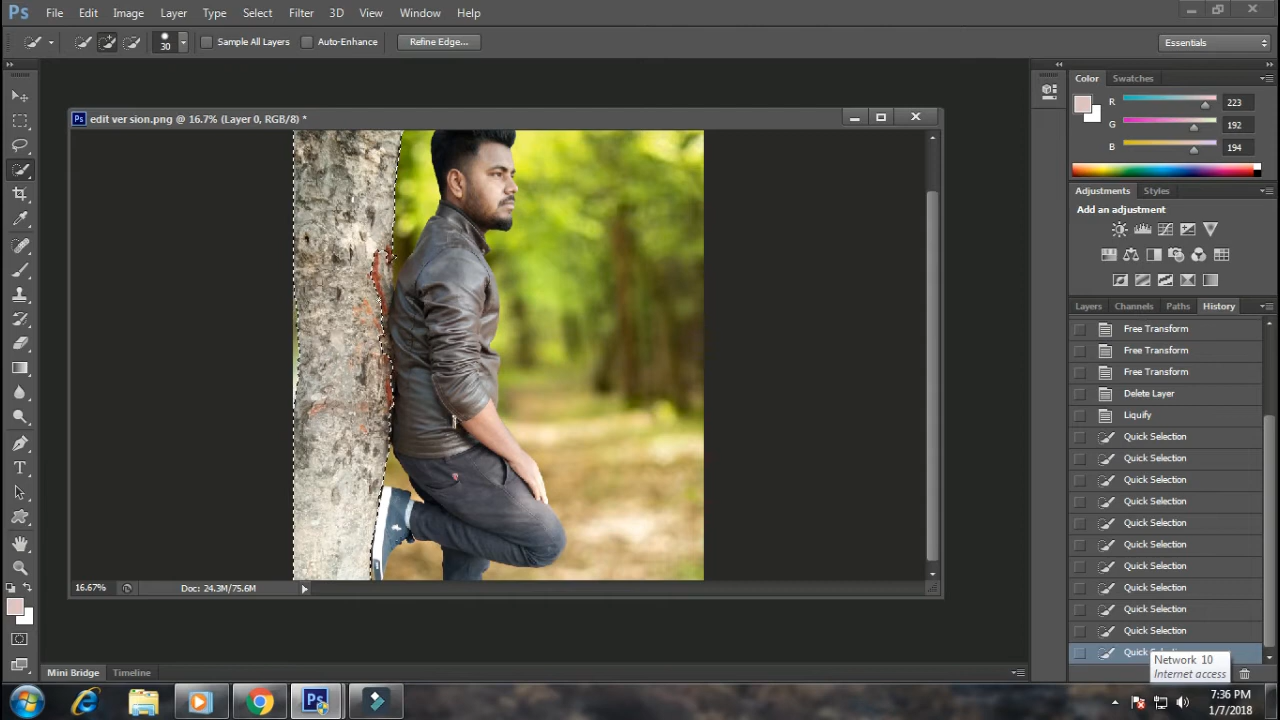 Ps File Edit Image Layer Type Select Filter 3D View Window Help
30 Sample All Layers Auto-Enhance Refine Edge... Essentials
Ps edit ver sion.png @ 16.7% (Layer 0, RGB/8) *
Color Swatches
R 223
G 192
B 194
Adjustments Styles
Add an adjustment
Layers Channels Paths History
Free Transform
Free Transform
Free Transform
Delete Layer
Liquify
Quick Selection
Quick Selection
Quick Selection
Quick Selection
Quick Selection
Quick Selection
Quick Selection
Quick Selection
Quick Selection
Quick Selection
Quick
Network 10
Internet access
16.67% Doc: 24.3M/75.6M
Mini Bridge Timeline
Ps
7:36 PM
1/7/2018